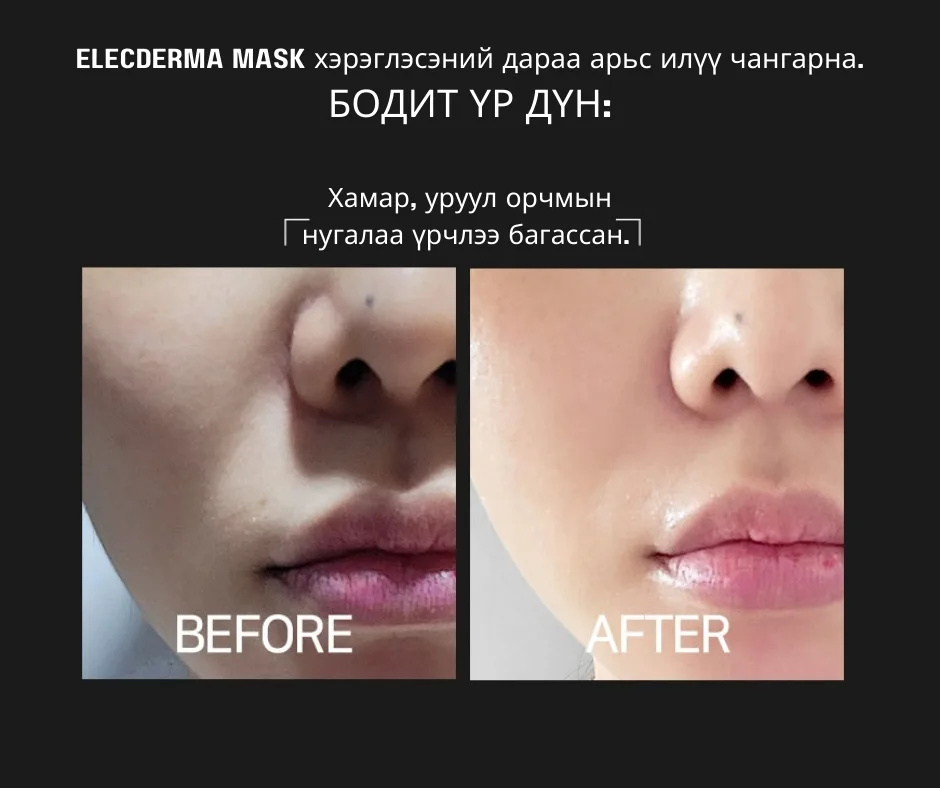 ELECDERMA MASK хэрэглэсэний дараа арьс илүү чангарна.
БОДИТ ҮР ДҮН:
Хамар, уруул орчмын
нугалаа үрчлээ багассан.
BEFORE
AFTER